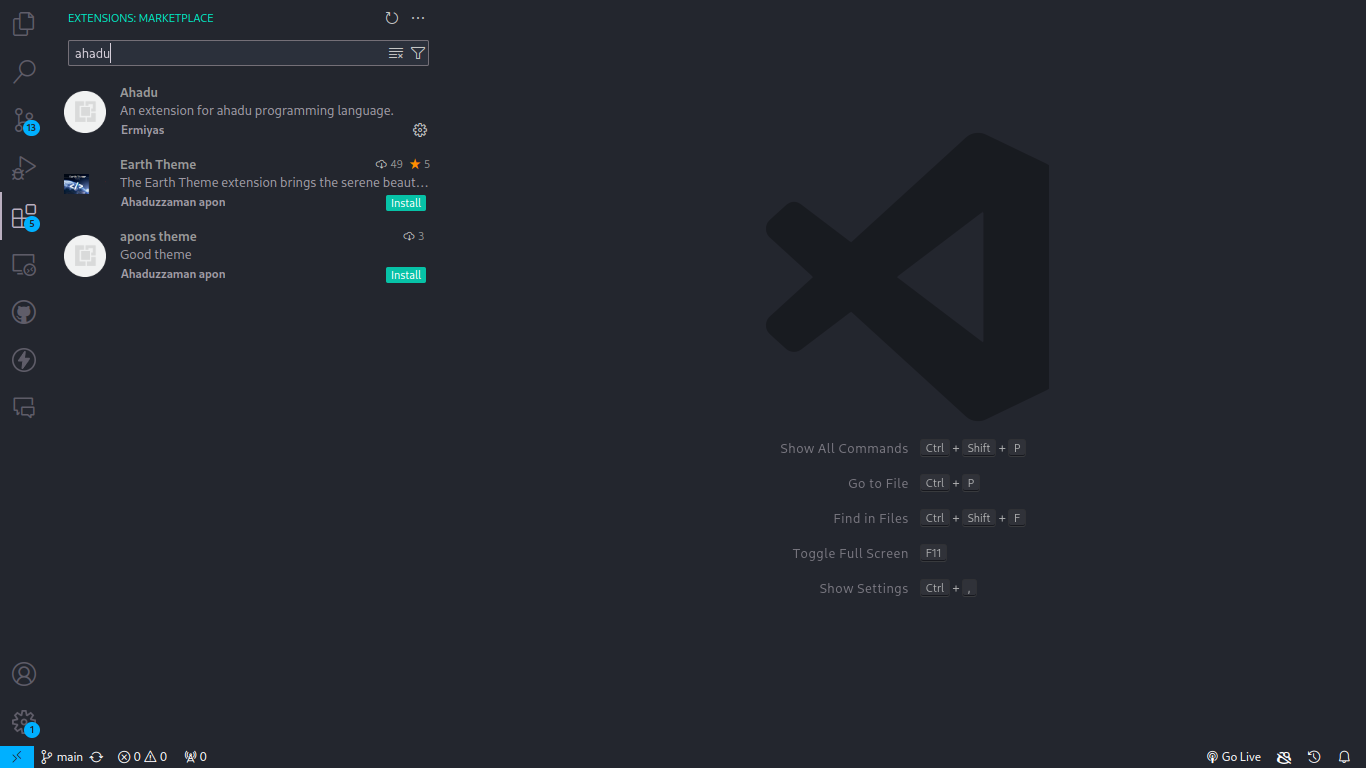 EXTENSIONS: MARKETPLACE
ahadu
Ahadu
An extension for ahadu programming language.
Ermiyas
Earth Theme 49 5
The Earth Theme extension brings the serene beaut...
Ahaduzzaman apon Install
apons theme 3
Good theme
Ahaduzzaman apon Install
13
5
1
Show All Commands Ctrl + Shift + P
Go to File Ctrl + P
Find in Files Ctrl + Shift + F
Toggle Full Screen F11
Show Settings Ctrl + ,
main 0 0 0 Go Live